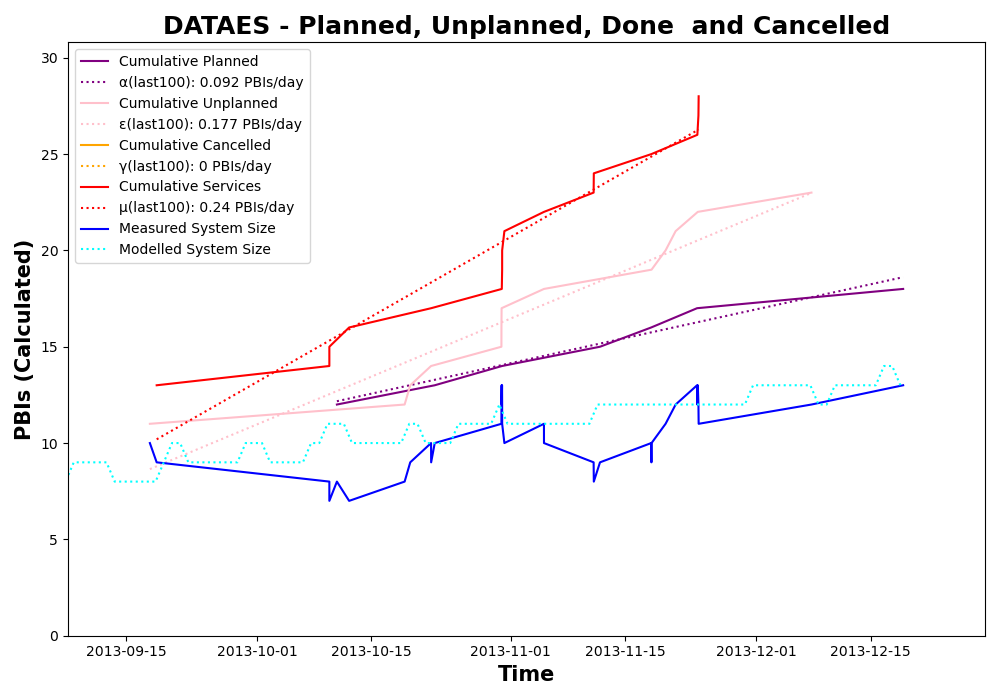 DATAES - Planned, Unplanned, Done  and Cancelled
PBIs (Calculated)
30
25
20
15
10
5
0
Cumulative Planned
α(last100): 0.092 PBIs/day
Cumulative Unplanned
ε(last100): 0.177 PBIs/day
Cumulative Cancelled
γ(last100): 0 PBIs/day
Cumulative Services
μ(last100): 0.24 PBIs/day
Measured System Size
Modelled System Size
2013-09-15
2013-10-01
2013-10-15
2013-11-01
2013-11-15
2013-12-01
2013-12-15
Time